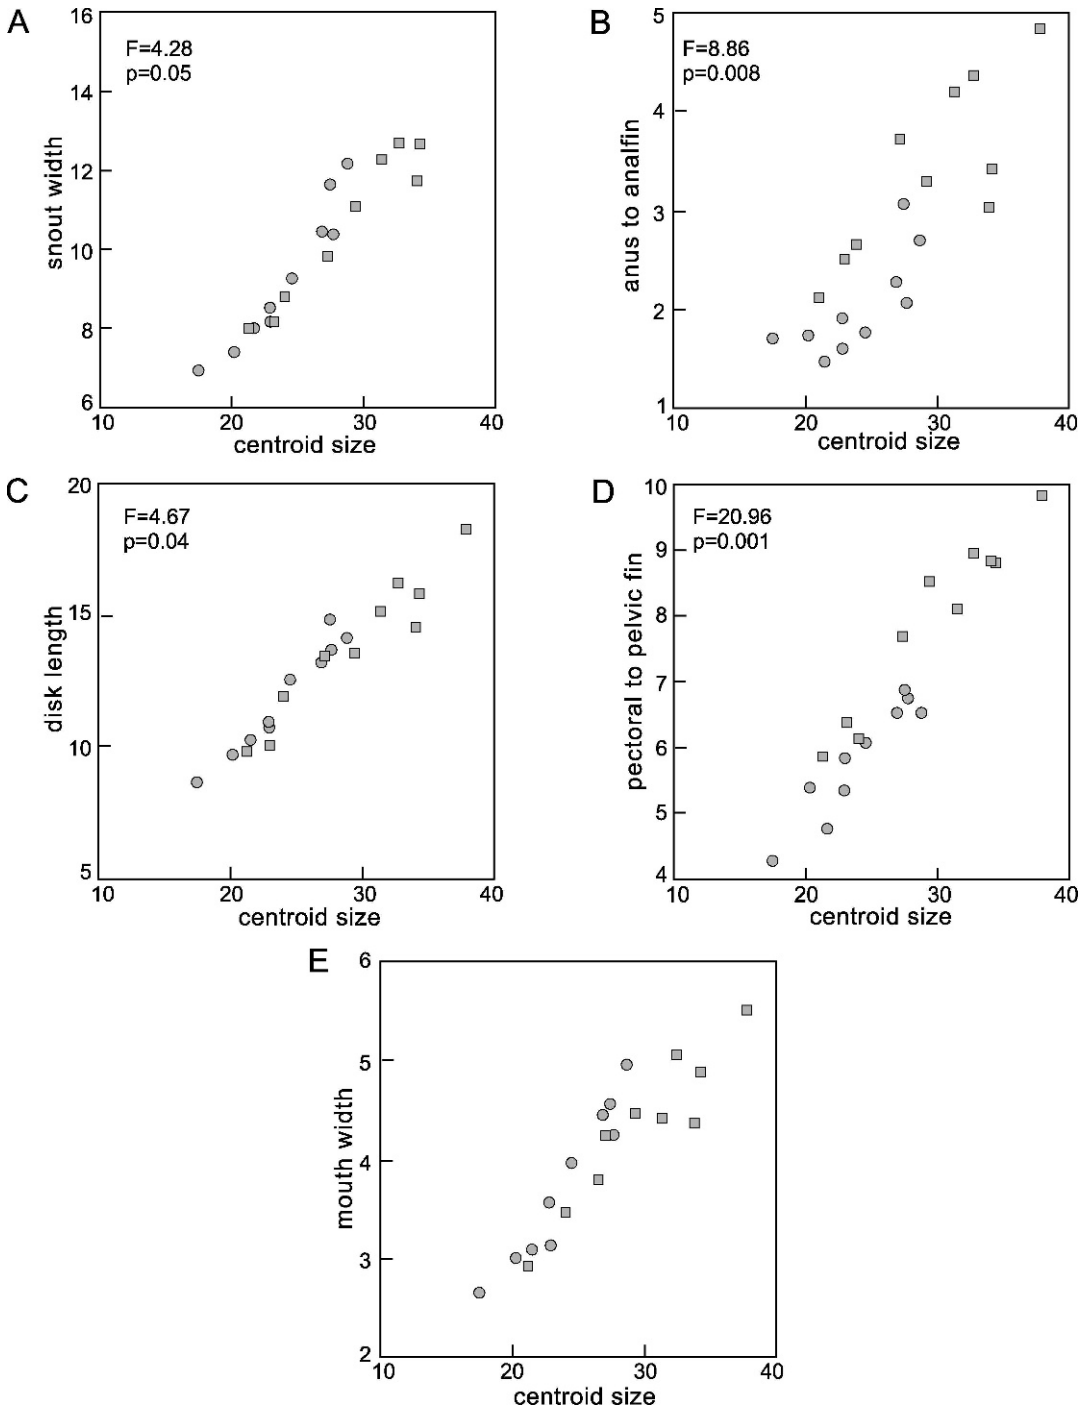 A
F=4.28
p=0.05
16
14
12
10
8
6
snout width
10
20
30
40
centroid size
B
F=8.86
p=0.008
5
4
3
2
1
anus to analfin
10
20
30
40
centroid size
C
F=4.67
p=0.04
20
15
10
5
disk length
10
20
30
40
centroid size
D
F=20.96
p=0.001
10
9
8
7
6
5
4
pectoral to pelvic fin
10
20
30
40
centroid size
E
6
5
4
3
2
mouth width
10
20
30
40
centroid size